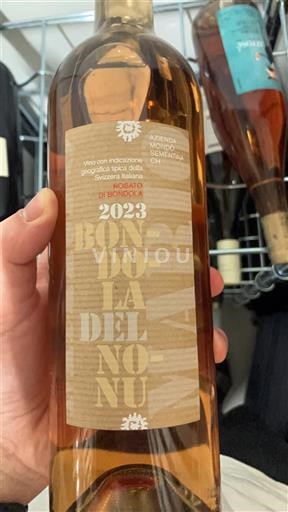 AZIENDA
MONDÒ
SEMENTINA
CH
Vino con indicazione
geografica tipica della
Svizzera Italiana
ROSATO
DI BONDOLA
2023
BON
DO-
LA
DEL
NO-
NU
VINIOU